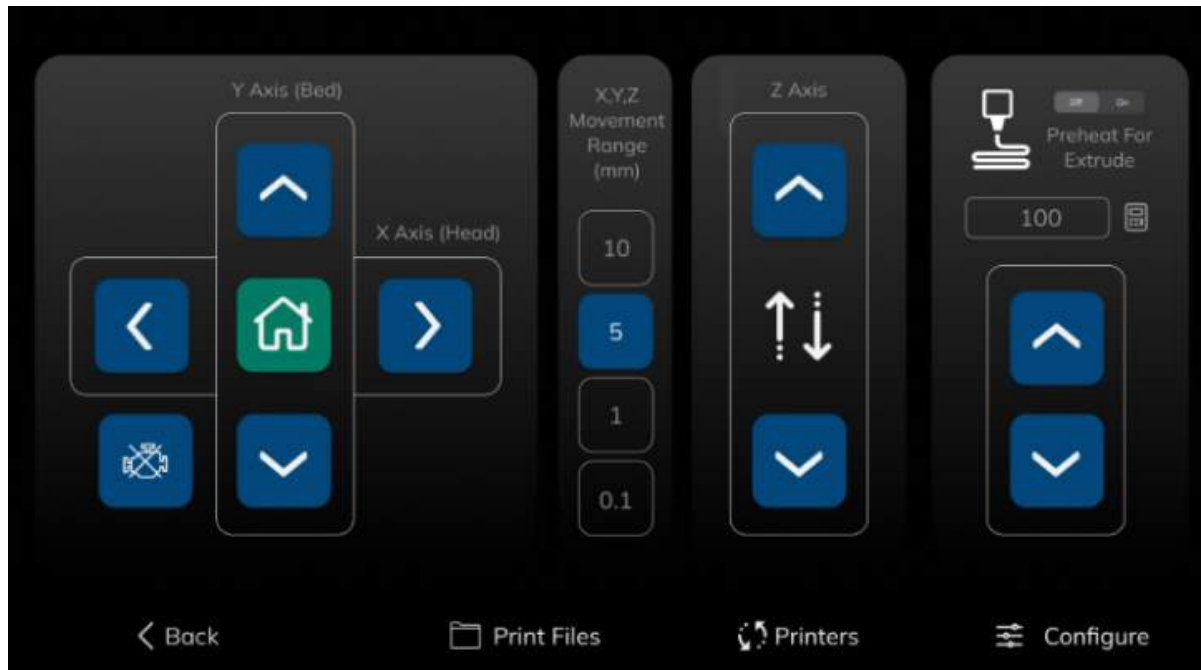 Y Axis (Bed)
X Axis (Head)
X,Y,Z
Movement
Range
(mm)
10
5
1
0.1
Z Axis
Off On
Preheat For
Extrude
100
Back
Print Files
Printers
Configure